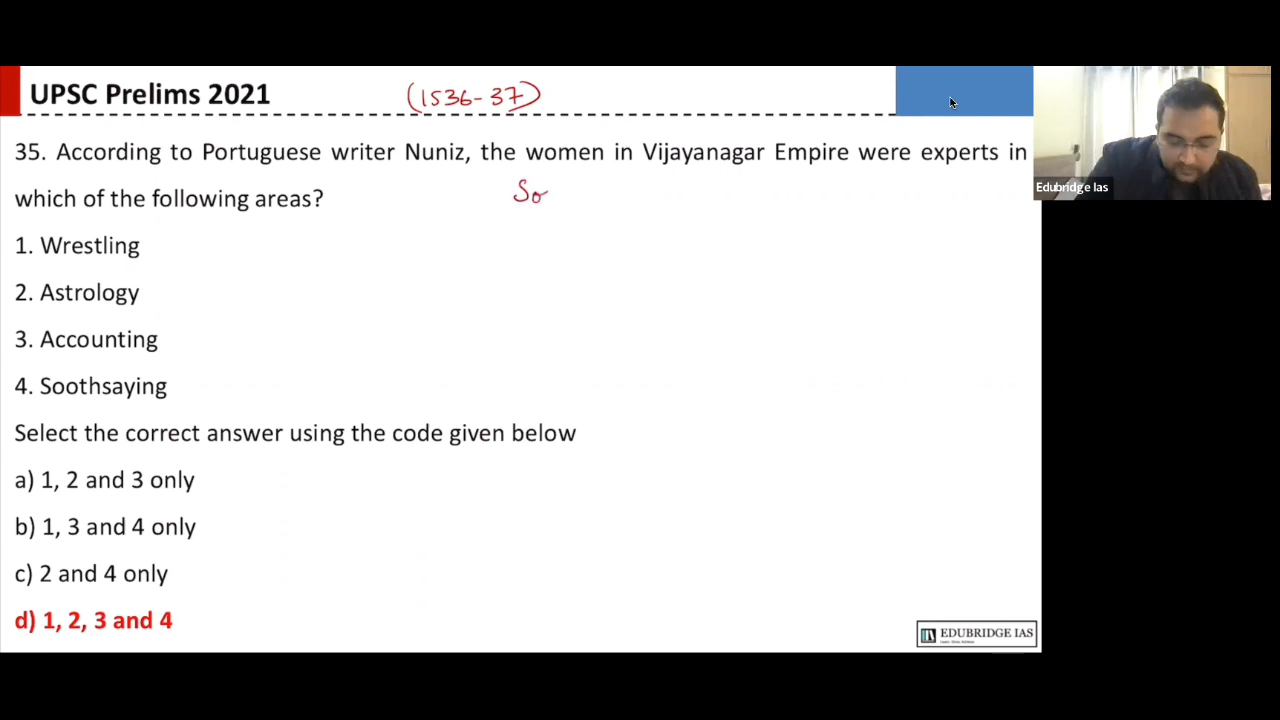 UPSC Prelims 2021
(1536-37)
Edubridge Ias
35. According to Portuguese writer Nuniz, the women in Vijayanagar Empire were experts in
which of the following areas?
So
1. Wrestling
2. Astrology
3. Accounting
4. Soothsaying
Select the correct answer using the code given below
a) 1, 2 and 3 only
b) 1, 3 and 4 only
c) 2 and 4 only
d) 1, 2, 3 and 4
EDUBRIDGE IAS